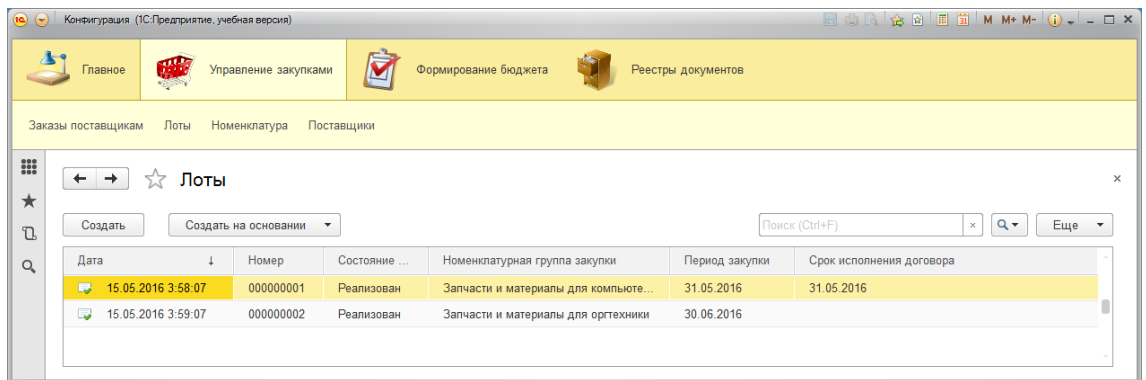 1С Конфигурация (1С:Предприятие, учебная версия) 31 M M+ M- i
Главное Управление закупками Формирование бюджета Реестры документов
Заказы поставщикам Лоты Номенклатура Поставщики
Лоты
Создать Создать на основании Поиск (Ctrl+F) × Еще
Дата ↓ Номер Состояние ... Номенклатурная группа закупки Период закупки Срок исполнения договора
15.05.2016 3:58:07 000000001 Реализован Запчасти и материалы для компьюте... 31.05.2016 31.05.2016
15.05.2016 3:59:07 000000002 Реализован Запчасти и материалы для оргтехники 30.06.2016